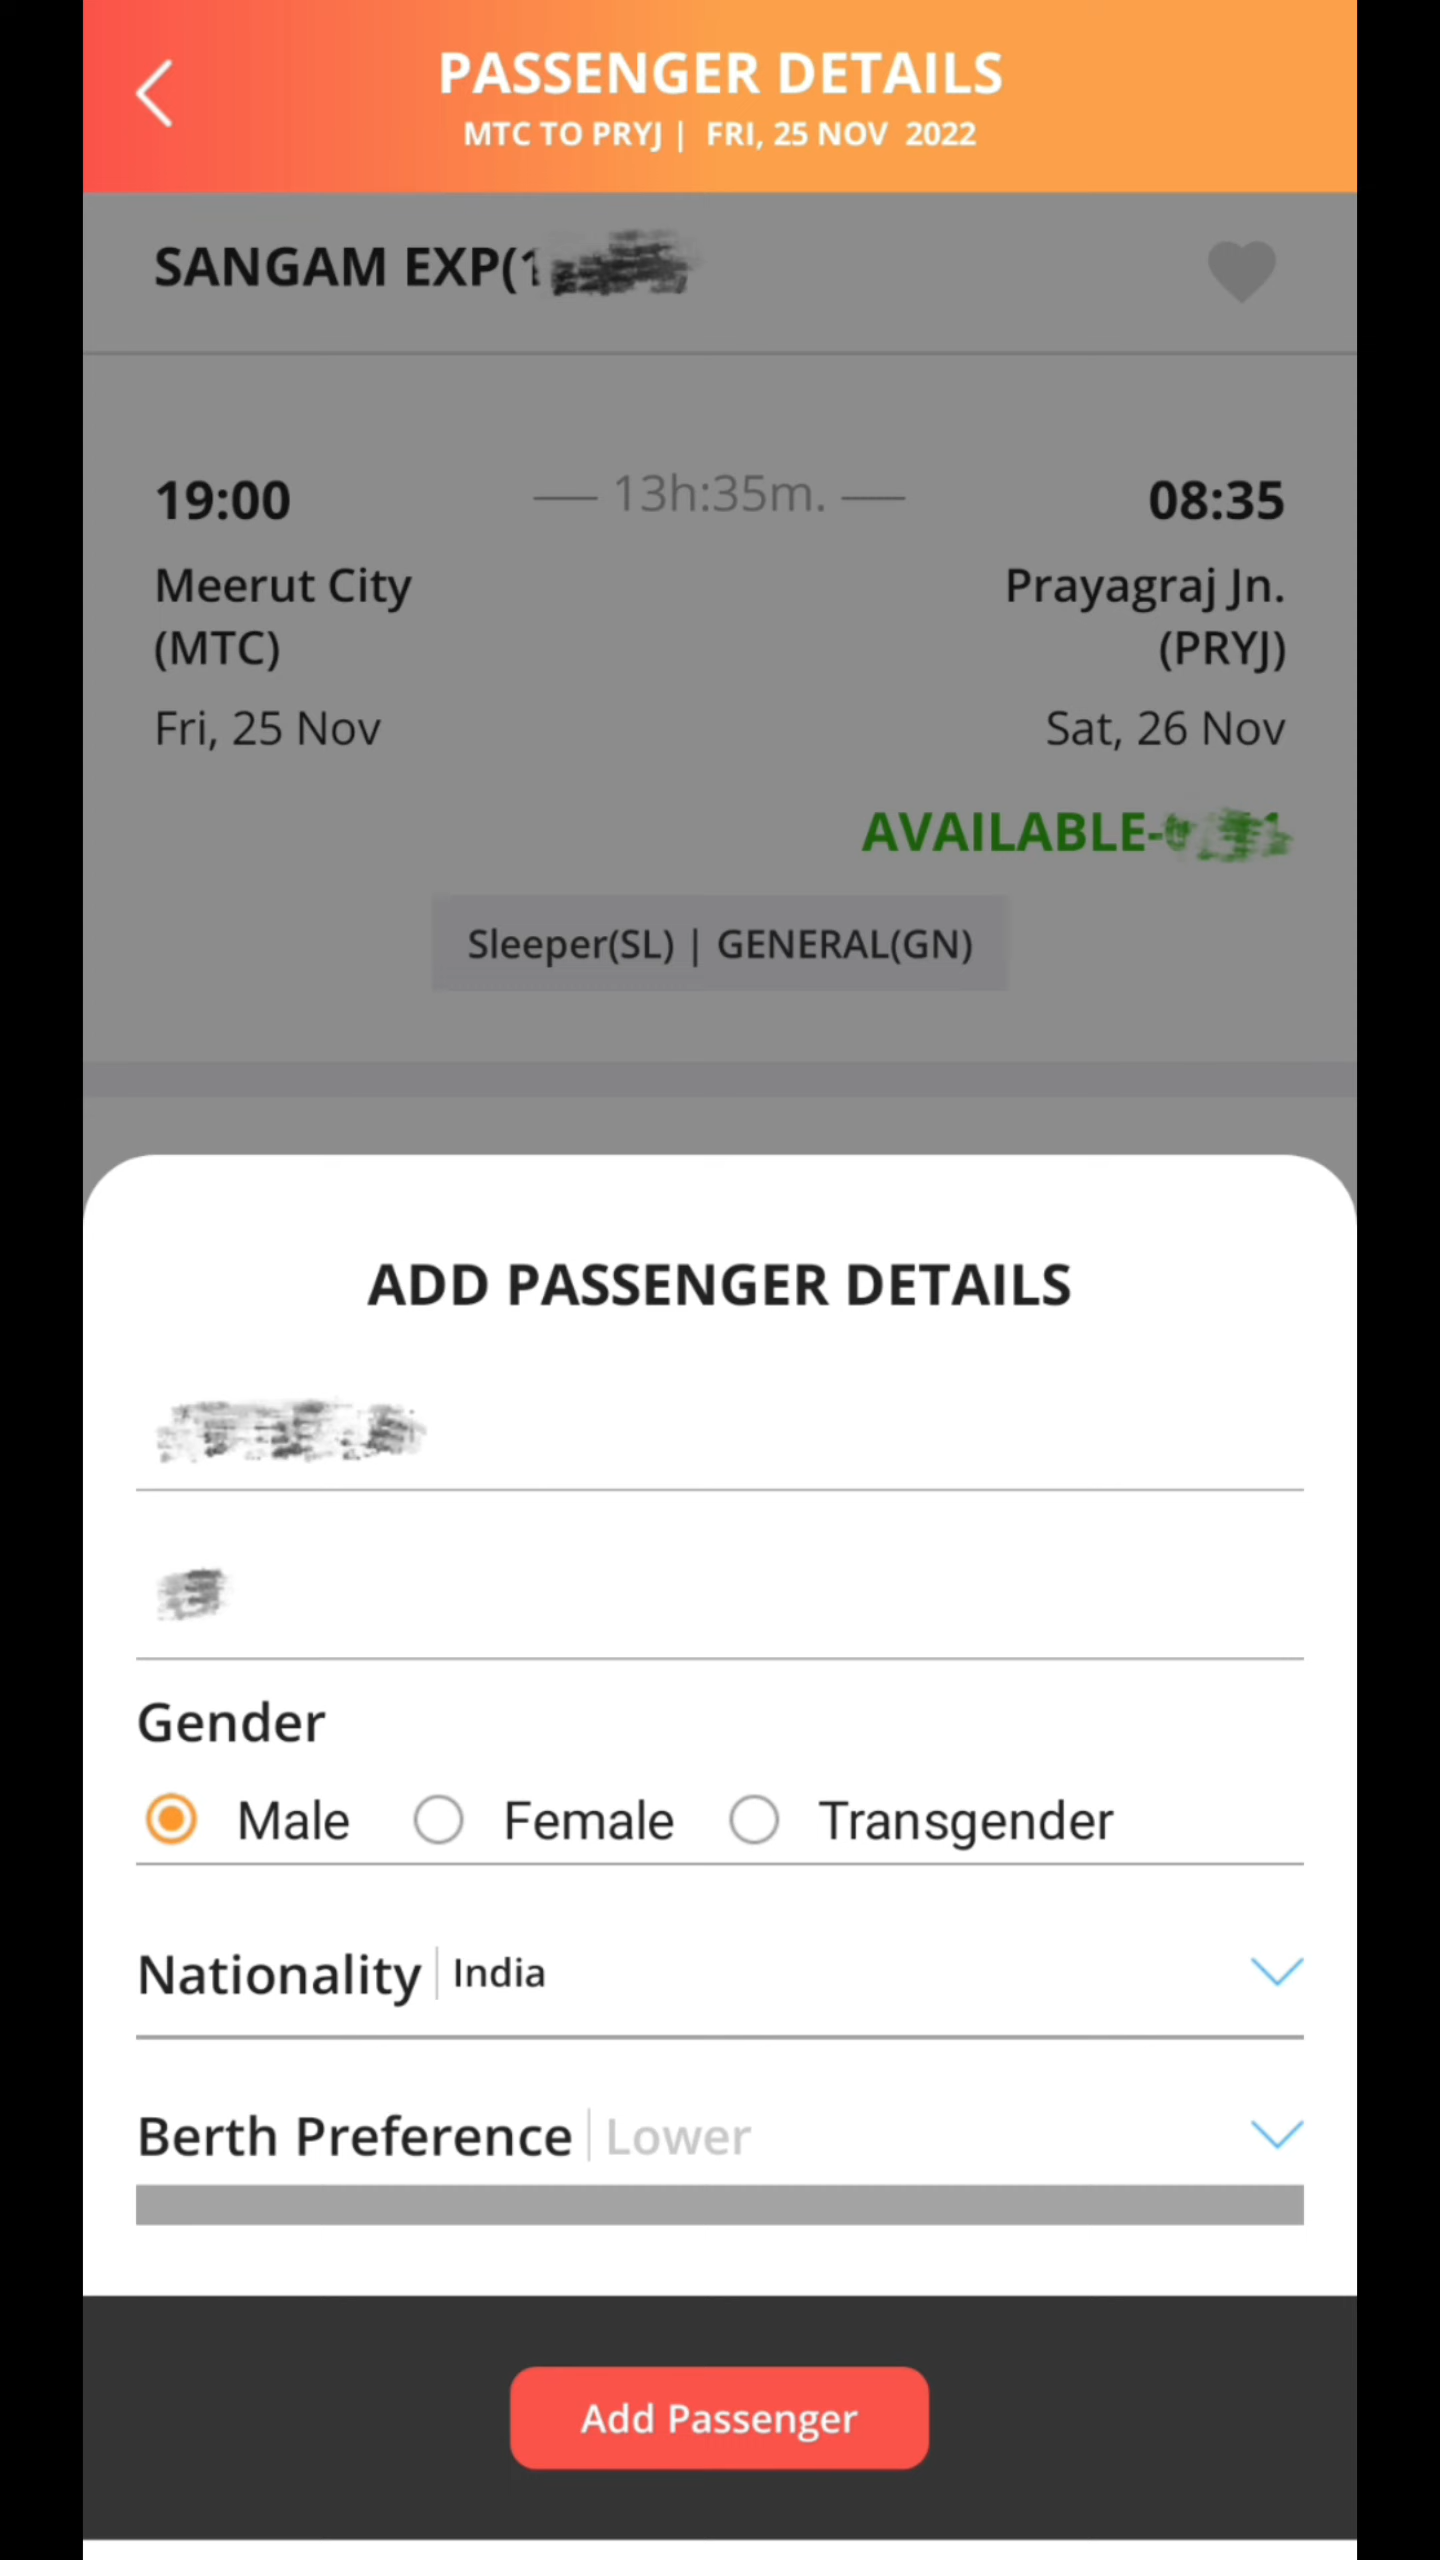 PASSENGER DETAILS
MTC TO PRYJ | FRI, 25 NOV 2022
SANGAM EXP(1
19:00 — 13h:35m. — 08:35
Meerut City Prayagraj Jn.
(MTC) (PRYJ)
Fri, 25 Nov Sat, 26 Nov
AVAILABLE-
Sleeper(SL) | GENERAL(GN)
ADD PASSENGER DETAILS
Gender
Male Female Transgender
Nationality | India
Berth Preference | Lower
Add Passenger